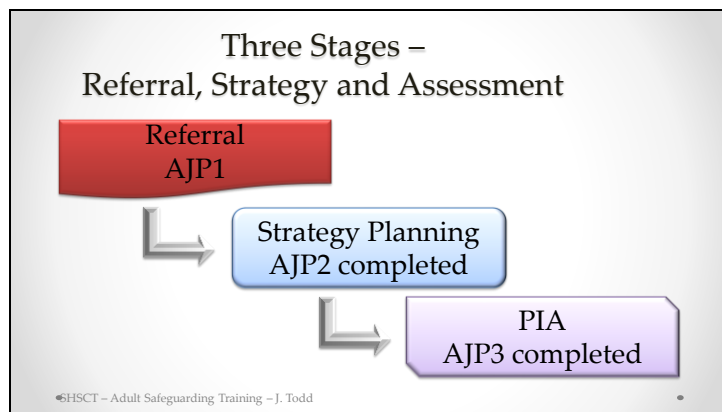 Three Stages –
Referral, Strategy and Assessment
Referral
AJP1
Strategy Planning
AJP2 completed
PIA
AJP3 completed
SHSCT – Adult Safeguarding Training – J. Todd